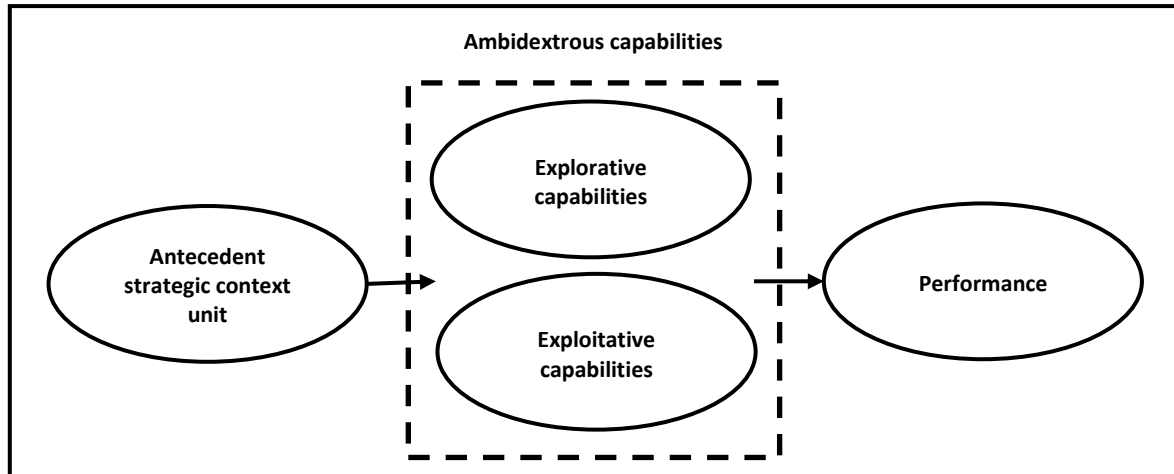 Ambidextrous capabilities
Explorative
capabilities
Antecedent
strategic context
unit
Performance
Exploitative
capabilities